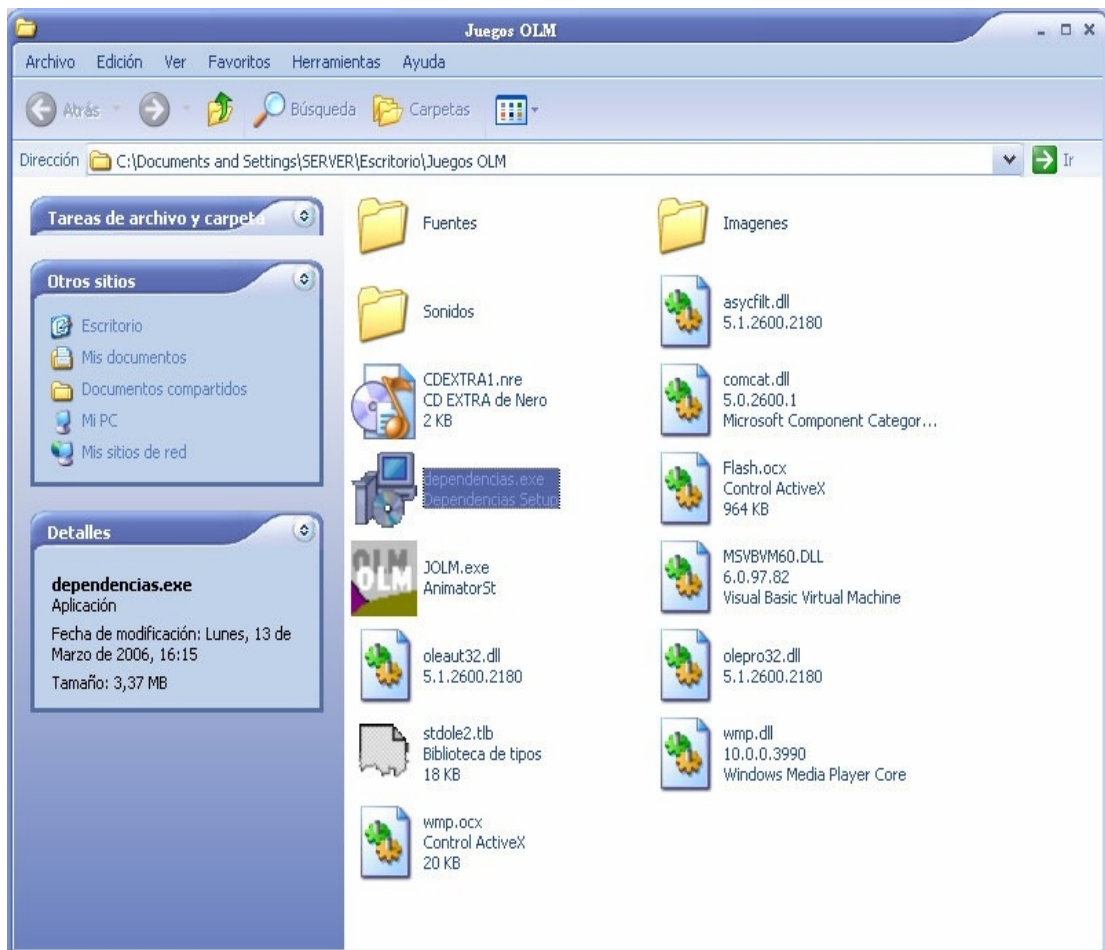 Juegos OLM
Archivo Edición Ver Favoritos Herramientas Ayuda
Atrás Búsqueda Carpetas
Dirección C:\Documents and Settings\SERVER\Escritorio\Juegos OLM Ir
Tareas de archivo y carpeta
Otros sitios
Escritorio
Mis documentos
Documentos compartidos
Mi PC
Mis sitios de red
Detalles
dependencias.exe
Aplicación
Fecha de modificación: Lunes, 13 de
Marzo de 2006, 16:15
Tamaño: 3,37 MB
Fuentes
Imagenes
Sonidos
asycfilt.dll
5.1.2600.2180
CDEXTRA1.nre
CD EXTRA de Nero
2 KB
comcat.dll
5.0.2600.1
Microsoft Component Categor...
dependencias.exe
Dependencias Setup
Flash.ocx
Control ActiveX
964 KB
OLM
OLM
JOLM.exe
AnimatorSt
MSVBVM60.DLL
6.0.97.82
Visual Basic Virtual Machine
oleaut32.dll
5.1.2600.2180
olepro32.dll
5.1.2600.2180
stdole2.tlb
Biblioteca de tipos
18 KB
wmp.dll
10.0.0.3990
Windows Media Player Core
wmp.ocx
Control ActiveX
20 KB